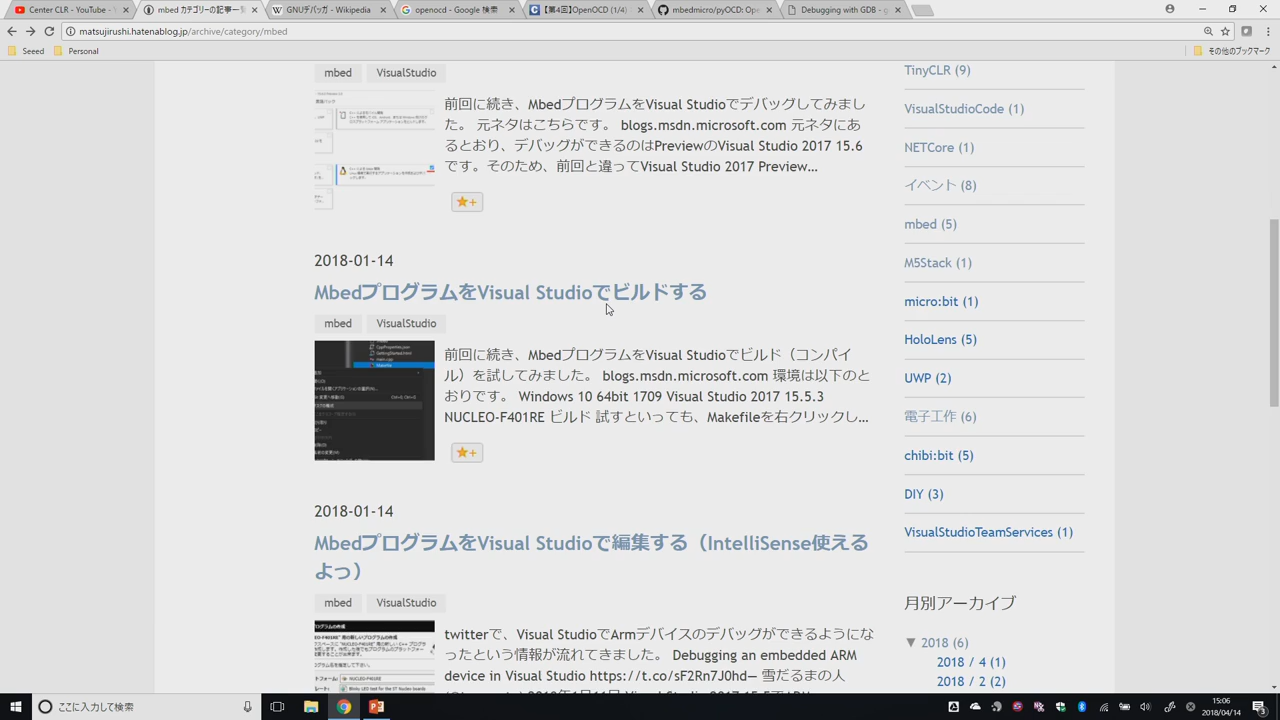 Center CLR - YouTube -
mbed カテゴリーの記事一
GNUデバッガ - Wikipedia
openocd - Google 検索
【第4回】OpenOCD (1/4)
mbedmicro/pyOCD: Open
Debugging with GDB - g
matsujirushi.hatenablog.jp/archive/category/mbed
Seeed
Personal
その他のブックマーク
mbed
VisualStudio
前回に続き、MbedプログラムをVisual Studioでデバッグしてみまし
た。 元ネタはこちらです。 blogs.msdn.microsoft.com 元ネタにあ
るとおり、デバッグができるのはPreviewのVisual Studio 2017 15.6
です。そのため、前回と違ってVisual Studio 2017 Previe...
2018-01-14
MbedプログラムをVisual Studioでビルドする
mbed
VisualStudio
前回に続き、MbedプログラムをVisual Studioでビルド（コンパイ
ル）を試してみました。 blogs.msdn.microsoft.com 環境は以下のと
おりです。 Windows 10 64bit 1709 Visual Studio 2017 15.5.3
NUCLEO-F401RE ビルド 試すといっても、Makefileを右クリックし...
2018-01-14
MbedプログラムをVisual Studioで編集する（IntelliSense使える
よっ）
mbed
VisualStudio
twitterで、Visual StudioでArmデバイスのデバッグができるようにな
ったという情報が流れてきました。 Debugging an embedded ARM
device in Visual Studio https://t.co/sF2Rn7J0hd— 当たるまの人
TinyCLR (9)
VisualStudioCode (1)
NETCore (1)
イベント (8)
mbed (5)
M5Stack (1)
micro:bit (1)
HoloLens (5)
UWP (2)
電子工作 (6)
chibi:bit (5)
DIY (3)
VisualStudioTeamServices (1)
月別アーカイブ
▼ 2018 (6)
2018 / 4 (1)
2018 / 2 (2)
ここに入力して検索
15:06
2018/04/14